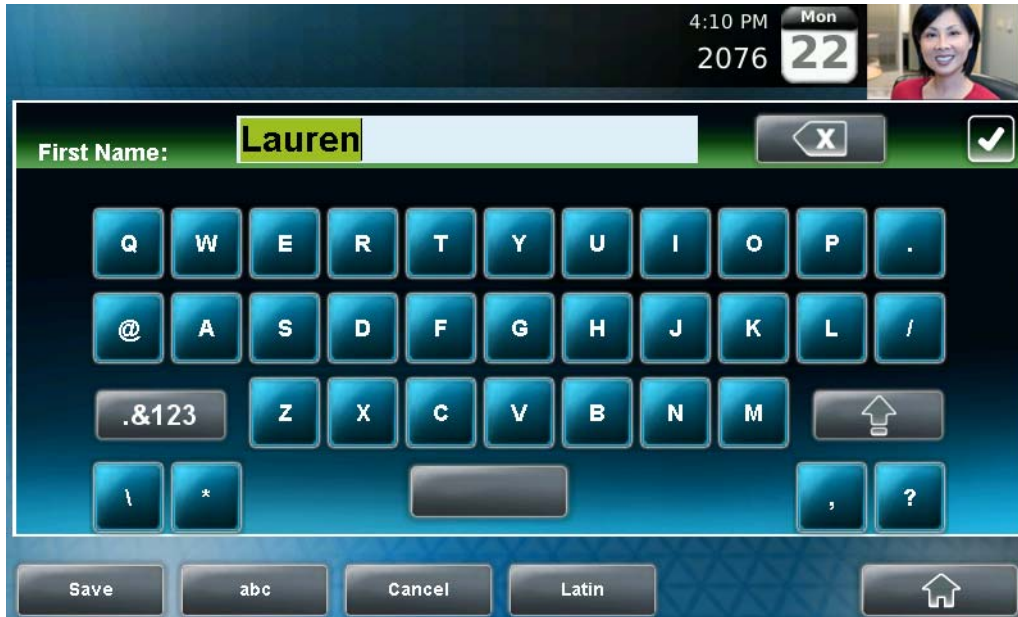 4:10 PM Mon
2076 22
First Name: Lauren X
Q W E R T Y U I O P .
@ A S D F G H J K L /
.&123 Z X C V B N M
\ * , ?
Save abc Cancel Latin